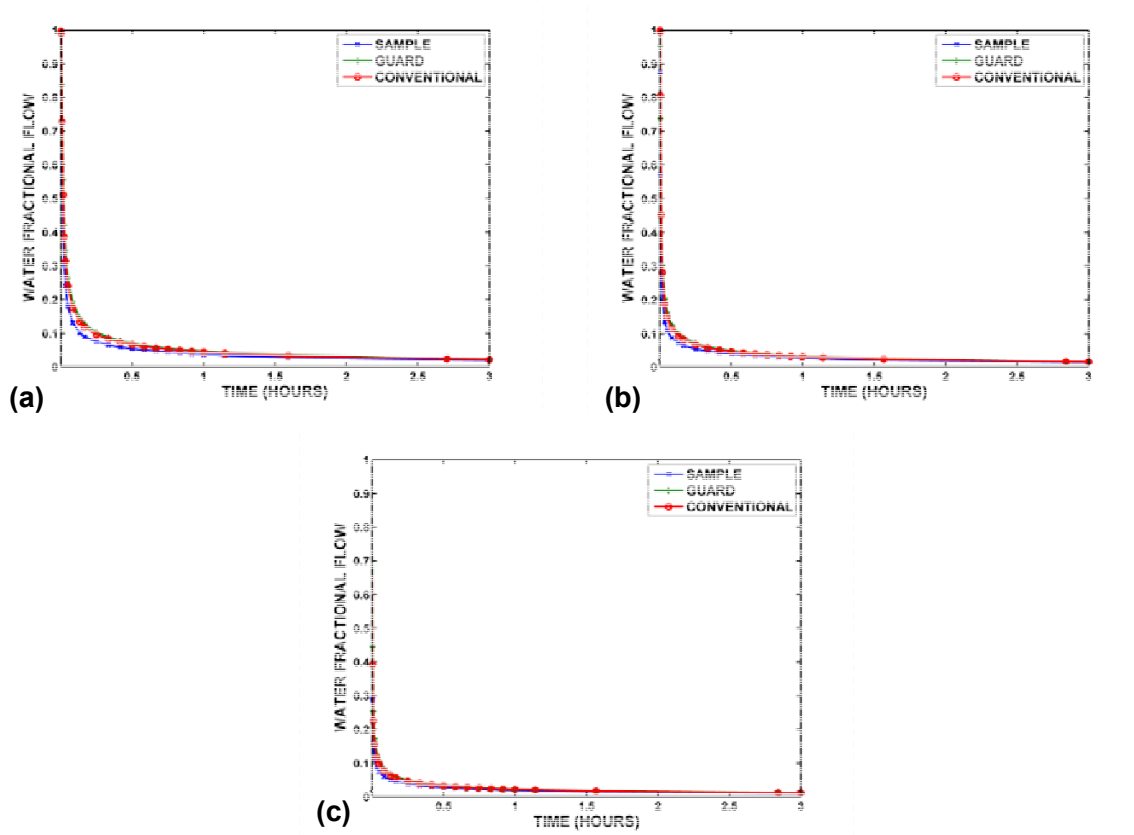 1
0.9
0.8
0.7
0.6
0.5
0.4
0.3
0.2
0.1
0
WATER FRACTIONAL FLOW
SAMPLE
GUARD
CONVENTIONAL
0.5 1 1.5 2 2.5 3
TIME (HOURS)
(a)
1
0.9
0.8
0.7
0.6
0.5
0.4
0.3
0.2
0.1
0
WATER FRACTIONAL FLOW
SAMPLE
GUARD
CONVENTIONAL
0.5 1 1.5 2 2.5 3
TIME (HOURS)
(b)
1
0.9
0.8
0.7
0.6
0.5
0.4
0.3
0.2
0.1
0
WATER FRACTIONAL FLOW
SAMPLE
GUARD
CONVENTIONAL
0.5 1 1.5 2 2.5 3
TIME (HOURS)
(c)